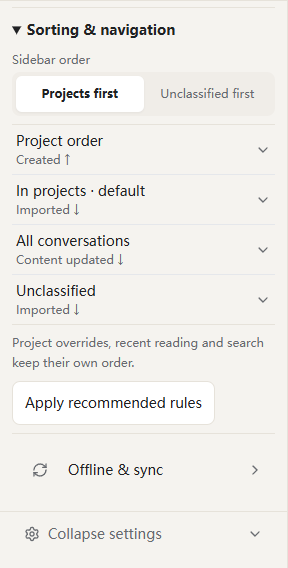 Sorting & navigation
Sidebar order
Projects first
Unclassified first
Project order
Created ↑
In projects · default
Imported ↓
All conversations
Content updated ↓
Unclassified
Imported ↓
Project overrides, recent reading and search
keep their own order.
Apply recommended rules
Offline & sync
Collapse settings